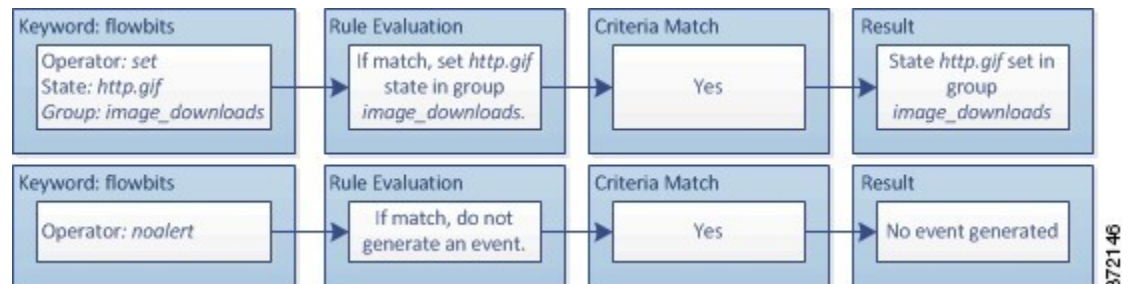 Keyword: flowbits
Operator: set
State: http.gif
Group: image_downloads
Rule Evaluation
If match, set http.gif
state in group
image_downloads.
Criteria Match
Yes
Result
State http.gif set in
group
image_downloads
Keyword: flowbits
Operator: noalert
Rule Evaluation
If match, do not
generate an event.
Criteria Match
Yes
Result
No event generated
372146